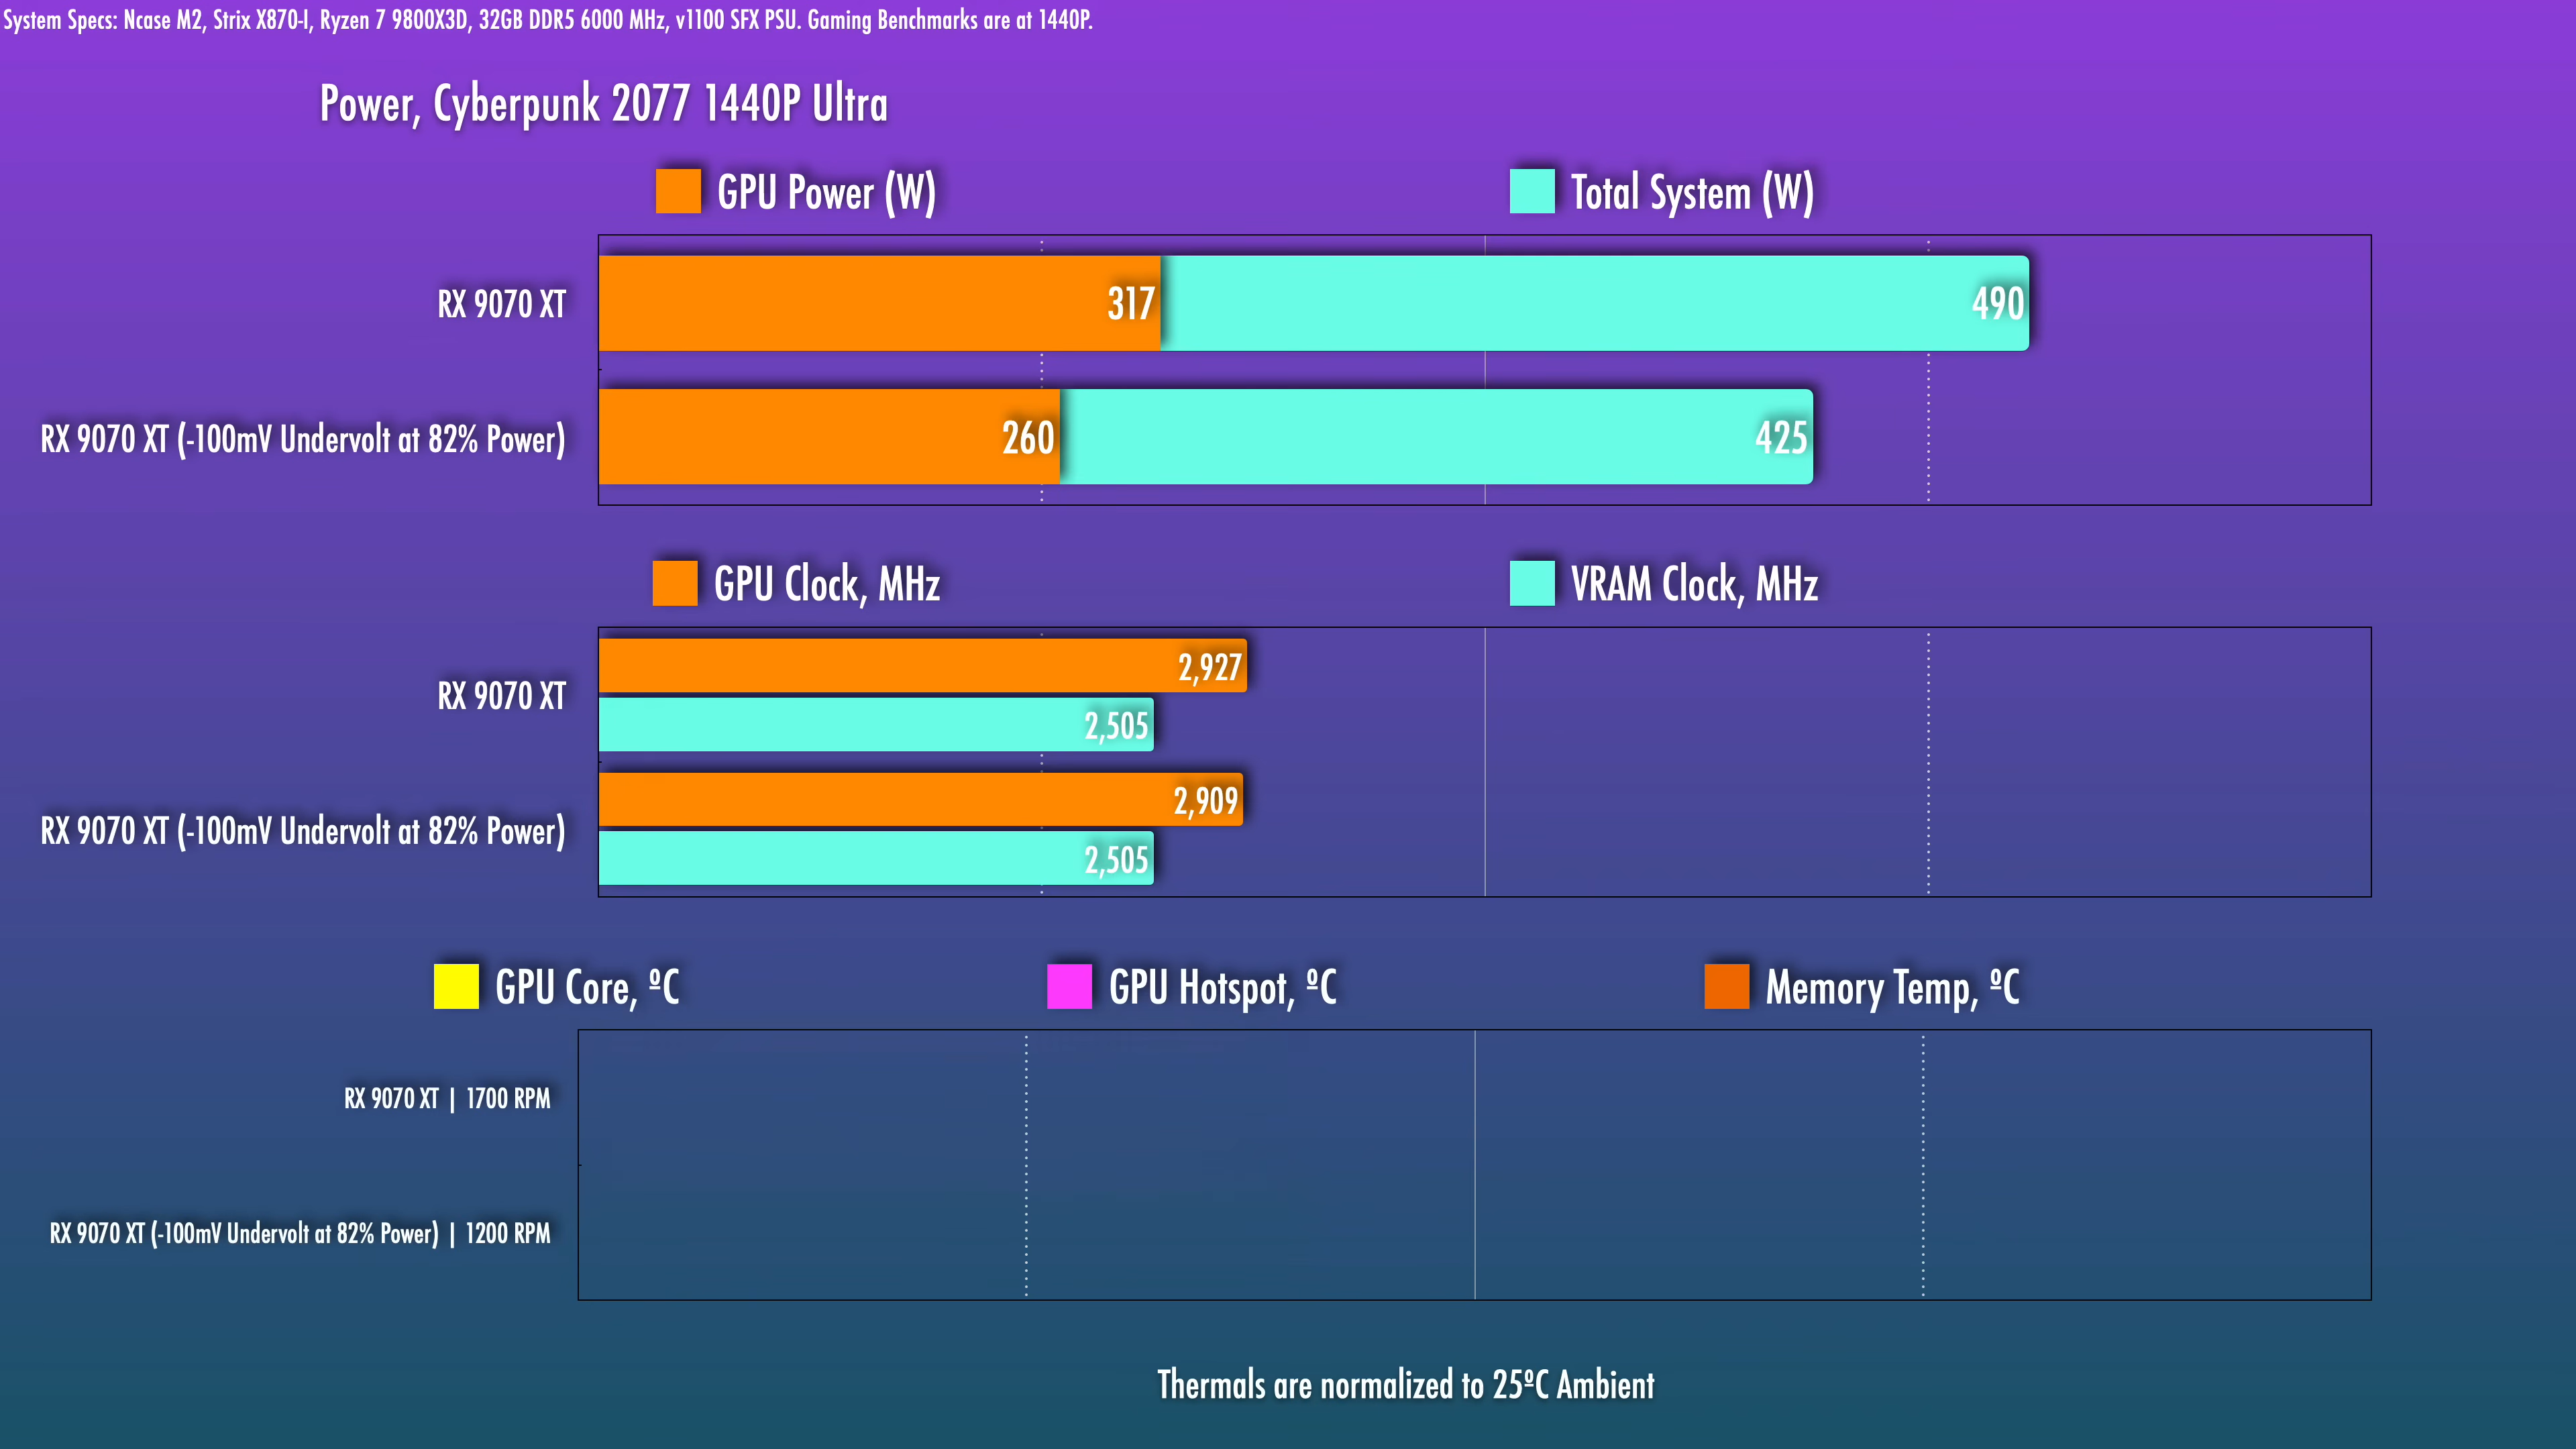 System Specs: Ncase M2, Strix X870-I, Ryzen 7 9800X3D, 32GB DDR5 6000 MHz, v1100 SFX PSU. Gaming Benchmarks are at 1440P.
Power, Cyberpunk 2077 1440P Ultra
GPU Power (W)
Total System (W)
RX 9070 XT
317
490
RX 9070 XT (-100mV Undervolt at 82% Power)
260
425
GPU Clock, MHz
VRAM Clock, MHz
RX 9070 XT
2,927
2,505
RX 9070 XT (-100mV Undervolt at 82% Power)
2,909
2,505
GPU Core, ºC
GPU Hotspot, ºC
Memory Temp, ºC
RX 9070 XT | 1700 RPM
RX 9070 XT (-100mV Undervolt at 82% Power) | 1200 RPM
Thermals are normalized to 25ºC Ambient